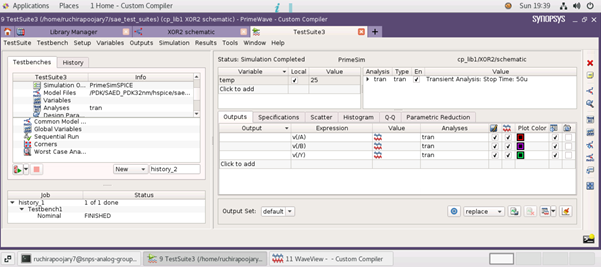 Applications Places 1 Home - Custom Compiler Sun 19:39
9 TestSuite3 (/home/ruchirapoojary7/sae_test_suites) (cp_lib1 XOR2 schematic) - PrimeWave - Custom Compiler
Library Manager XOR2 schematic TestSuite3
TestSuite Testbench Setup Variables Outputs Simulation Results Tools Window Help SYNOPSYS
Testbenches History
TestSuite3 Info
Simulation O... PrimeSimSPICE
Model Files /PDK/SAED_PDK32nm/hspice/sae...
Variables
Analyses tran
Design Para...
Common Model ...
Global Variables
Sequential Run
Corners
Worst Case Ana...
New history_2
Job Status
history_1 1 of 1 done
Testbench1
Nominal FINISHED
Status: Simulation Completed PrimeSim cp_lib1/XOR2/schematic
Variable Local Value
temp 25
Click to add
Analysis Type En Value
tran tran Transient Analysis: Stop Time: 50u
Outputs Specifications Scatter Histogram Q-Q Parametric Reduction
Output Expression Value Analyses Plot Color
v(A) tran
v(B) tran
v(Y) tran
Click to add
Output Set: default replace
ruchirapoojary7@snps-analog-group... 9 TestSuite3 (/home/ruchirapoojary... 11 WaveView - - Custom Compiler